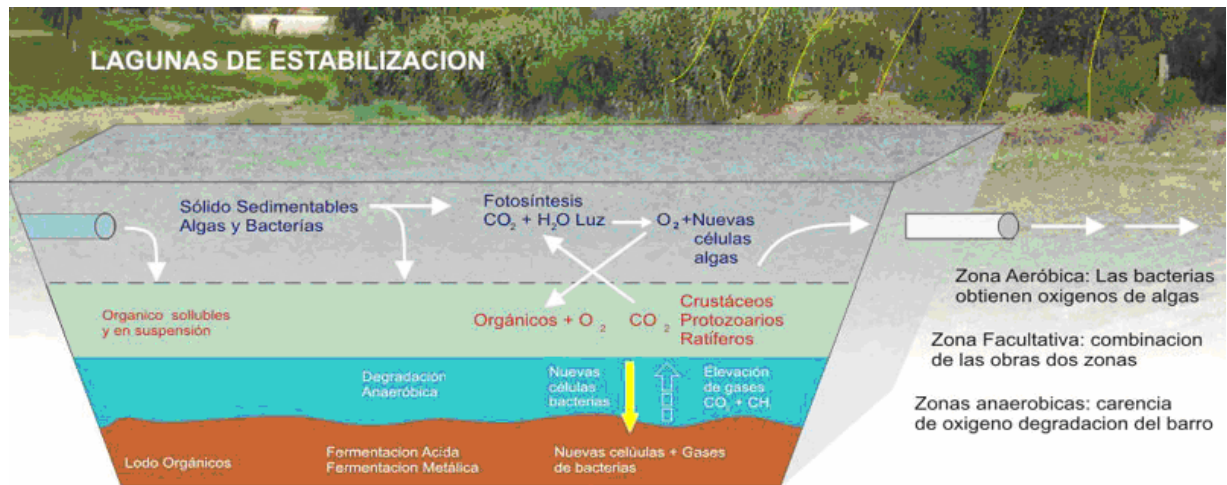 LAGUNAS DE ESTABILIZACION
Sólido Sedimentables
Algas y Bacterías
Fotosíntesis
CO2 + H2O Luz
O2+Nuevas
células
algas
Organico sollubles
y en suspensión
Orgánicos + O2
CO2
Crustáceos
Protozoarios
Ratíferos
Degradación
Anaeróbica
Nuevas
células
bacterias
Elevación
de gases
CO + CH
Lodo Orgánicos
Fermentacion Acida
Fermentacion Metálica
Nuevas celúulas + Gases
de bacterias
Zona Aeróbica: Las bacterias
obtienen oxigenos de algas
Zona Facultativa: combinacion
de las obras dos zonas
Zonas anaerobicas: carencia
de oxigeno degradacion del barro